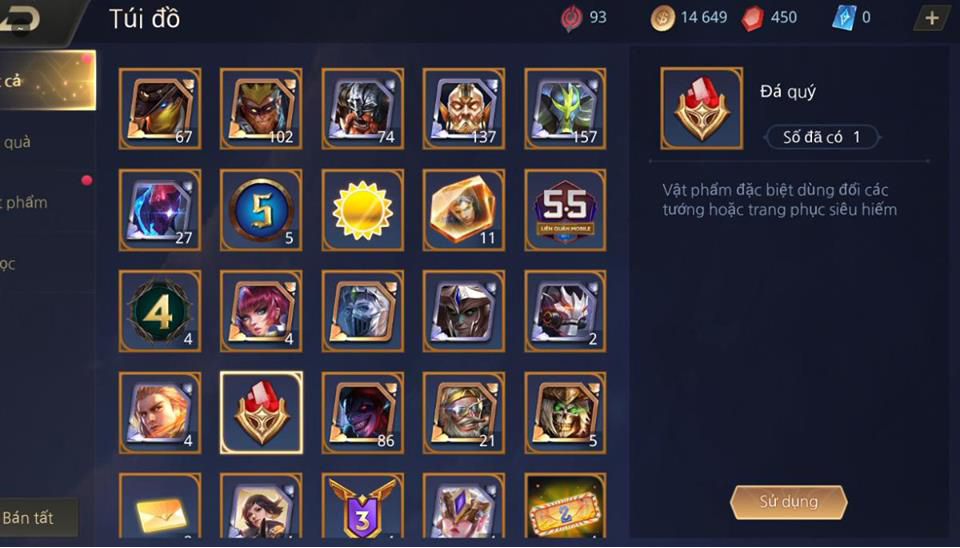 Túi đồ
93
14 649
450
0
cả
quà
phẩm
ọc
Bán tất
67
102
74
137
157
27
5
5
11
5.5
LIÊN QUÂN MOBILE
4
4
4
2
4
86
21
5
3
2
Đá quý
Số đã có 1
Vật phẩm đặc biệt dùng đổi các
tướng hoặc trang phục siêu hiếm
Sử dụng